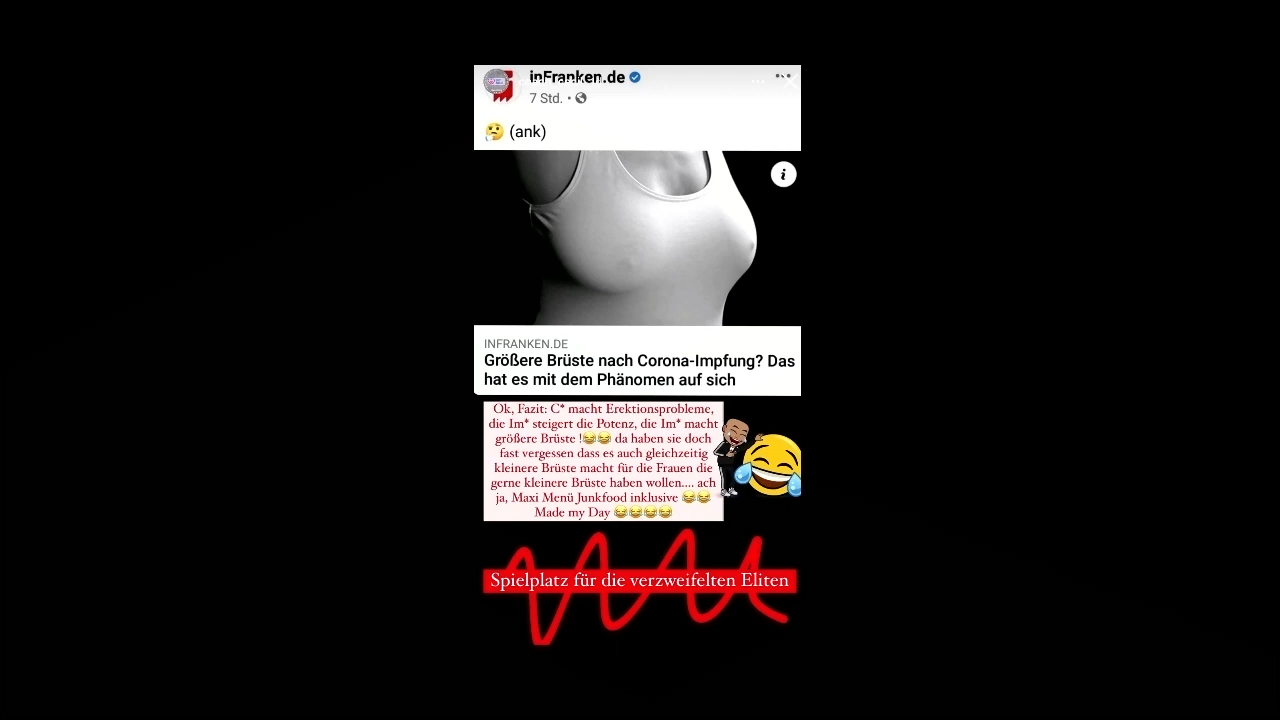 inFranken.de
7 Std. •
(ank)
i
INFRANKEN.DE
Größere Brüste nach Corona-Impfung? Das
hat es mit dem Phänomen auf sich
Ok, Fazit: C* macht Erektionsprobleme,
die Im* steigert die Potenz, die Im* macht
größere Brüste !😂😂 da haben sie doch
fast vergessen dass es auch gleichzeitig
kleinere Brüste macht für die Frauen die
gerne kleinere Brüste haben wollen.... ach
ja, Maxi Menü Junkfood inklusive 😂😂
Made my Day 😂😂😂😂
Spielplatz für die verzweifelten Eliten